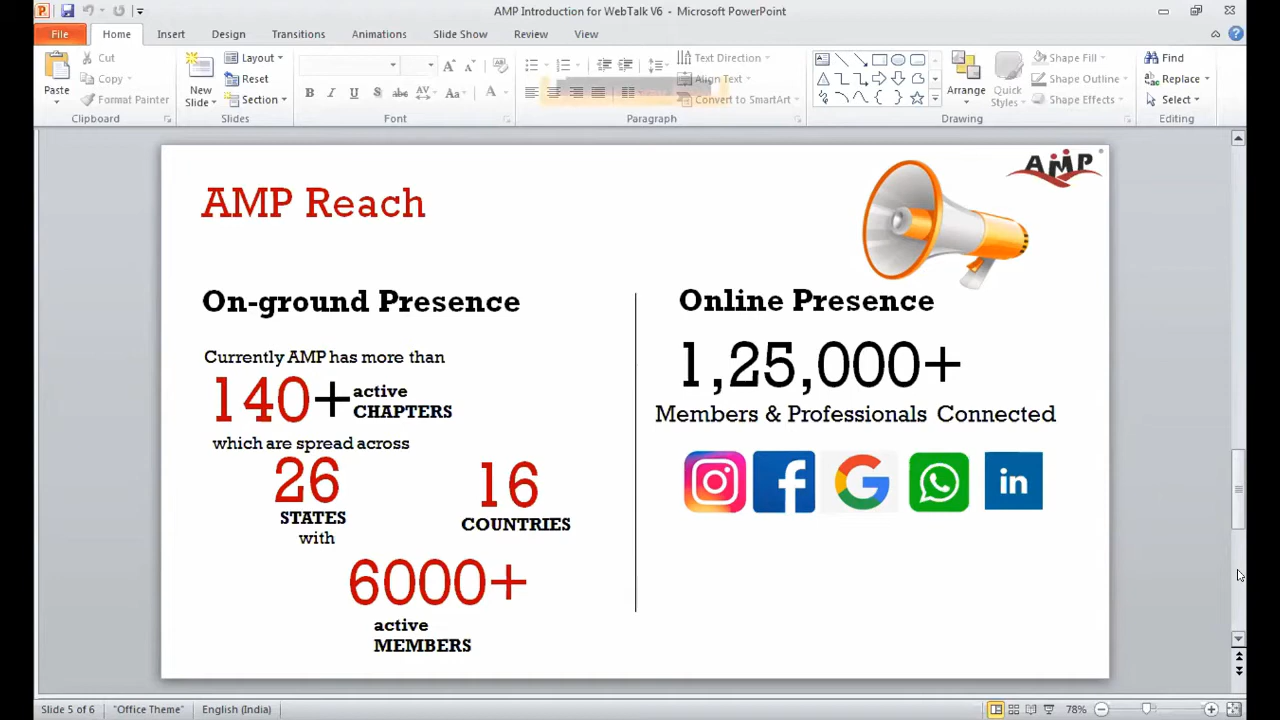 AMP Introduction for WebTalk V6 - Microsoft PowerPoint
File Home Insert Design Transitions Animations Slide Show Review View
Paste
Cut
Copy
Format Painter
Clipboard
New Slide
Layout
Reset
Section
Slides
B I U S abc AV Aa A
Font
Text Direction
Align Text
Convert to SmartArt
Paragraph
Arrange
Quick Styles
Shape Fill
Shape Outline
Shape Effects
Drawing
Find
Replace
Select
Editing
AMP
AMP Reach
On-ground Presence
Currently AMP has more than
140+ active CHAPTERS
which are spread across
26
STATES
with
16
COUNTRIES
6000+
active
MEMBERS
Online Presence
1,25,000+
Members & Professionals Connected
in
Slide 5 of 6 "Office Theme" English (India) 78%